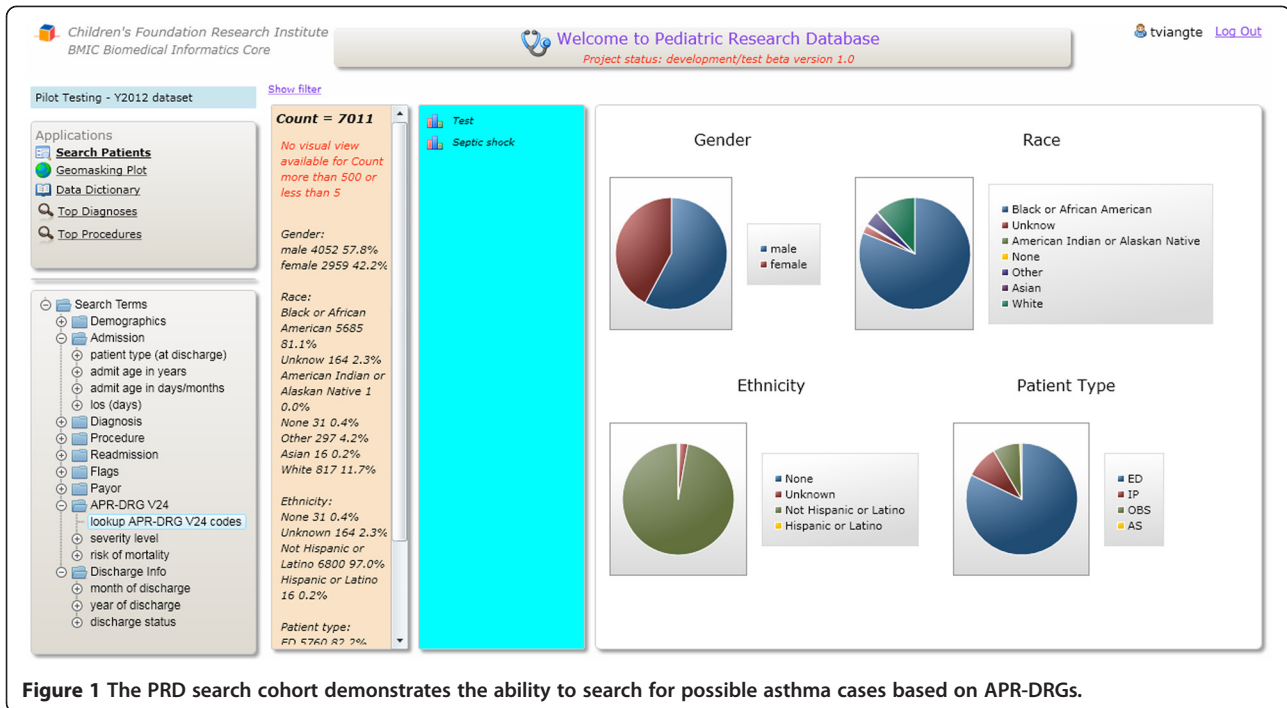 Children's Foundation Research Institute
BMIC Biomedical Informatics Core
Welcome to Pediatric Research Database
Project status: development/test beta version 1.0
tviangte Log Out
Pilot Testing - Y2012 dataset
Applications
Search Patients
Geomasking Plot
Data Dictionary
Top Diagnoses
Top Procedures
Search Terms
Demographics
Admission
patient type (at discharge)
admit age in years
admit age in days/months
los (days)
Diagnosis
Procedure
Readmission
Flags
Payor
APR-DRG V24
lookup APR-DRG V24 codes
severity level
risk of mortality
Discharge Info
month of discharge
year of discharge
discharge status
Show filter
Count = 7011
No visual view
available for Count
more than 500 or
less than 5
Gender:
male 4052 57.8%
female 2959 42.2%
Race:
Black or African
American 5685
81.1%
Unknow 164 2.3%
American Indian or
Alaskan Native 1
0.0%
None 31 0.4%
Other 297 4.2%
Asian 16 0.2%
White 817 11.7%
Ethnicity:
None 31 0.4%
Unknown 164 2.3%
Not Hispanic or
Latino 6800 97.0%
Hispanic or Latino
16 0.2%
Patient type:
ED 5760 82.2%
Test
Septic shock
Gender
male
female
Race
Black or African American
Unknow
American Indian or Alaskan Native
None
Other
Asian
White
Ethnicity
None
Unknown
Not Hispanic or Latino
Hispanic or Latino
Patient Type
ED
IP
OBS
AS
Figure 1 The PRD search cohort demonstrates the ability to search for possible asthma cases based on APR-DRGs.